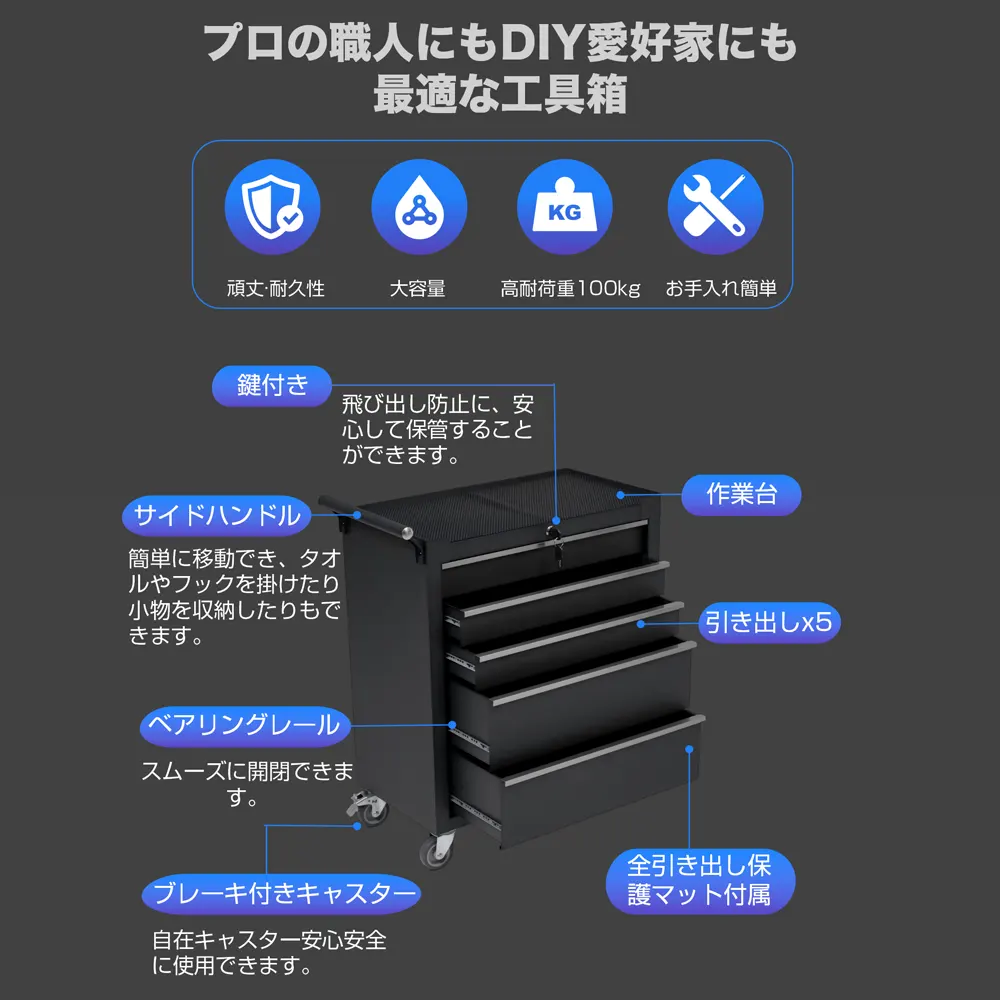 プロの職人にもDIY愛好家にも
最適な工具箱
KG
頑丈·耐久性
大容量
高耐荷重100kg
お手入れ簡単
鍵付き
飛び出し防止に、安
心して保管すること
ができます。
作業台
サイドハンドル
簡単に移動でき、タオ
ルやフックを掛けたり
小物を収納したりもで
きます。
引き出しx5
ベアリングレール
スムーズに開閉できま
す。
全引き出し保
護マット付属
ブレーキ付きキャスター
自在キャスター安心安全
に使用できます。